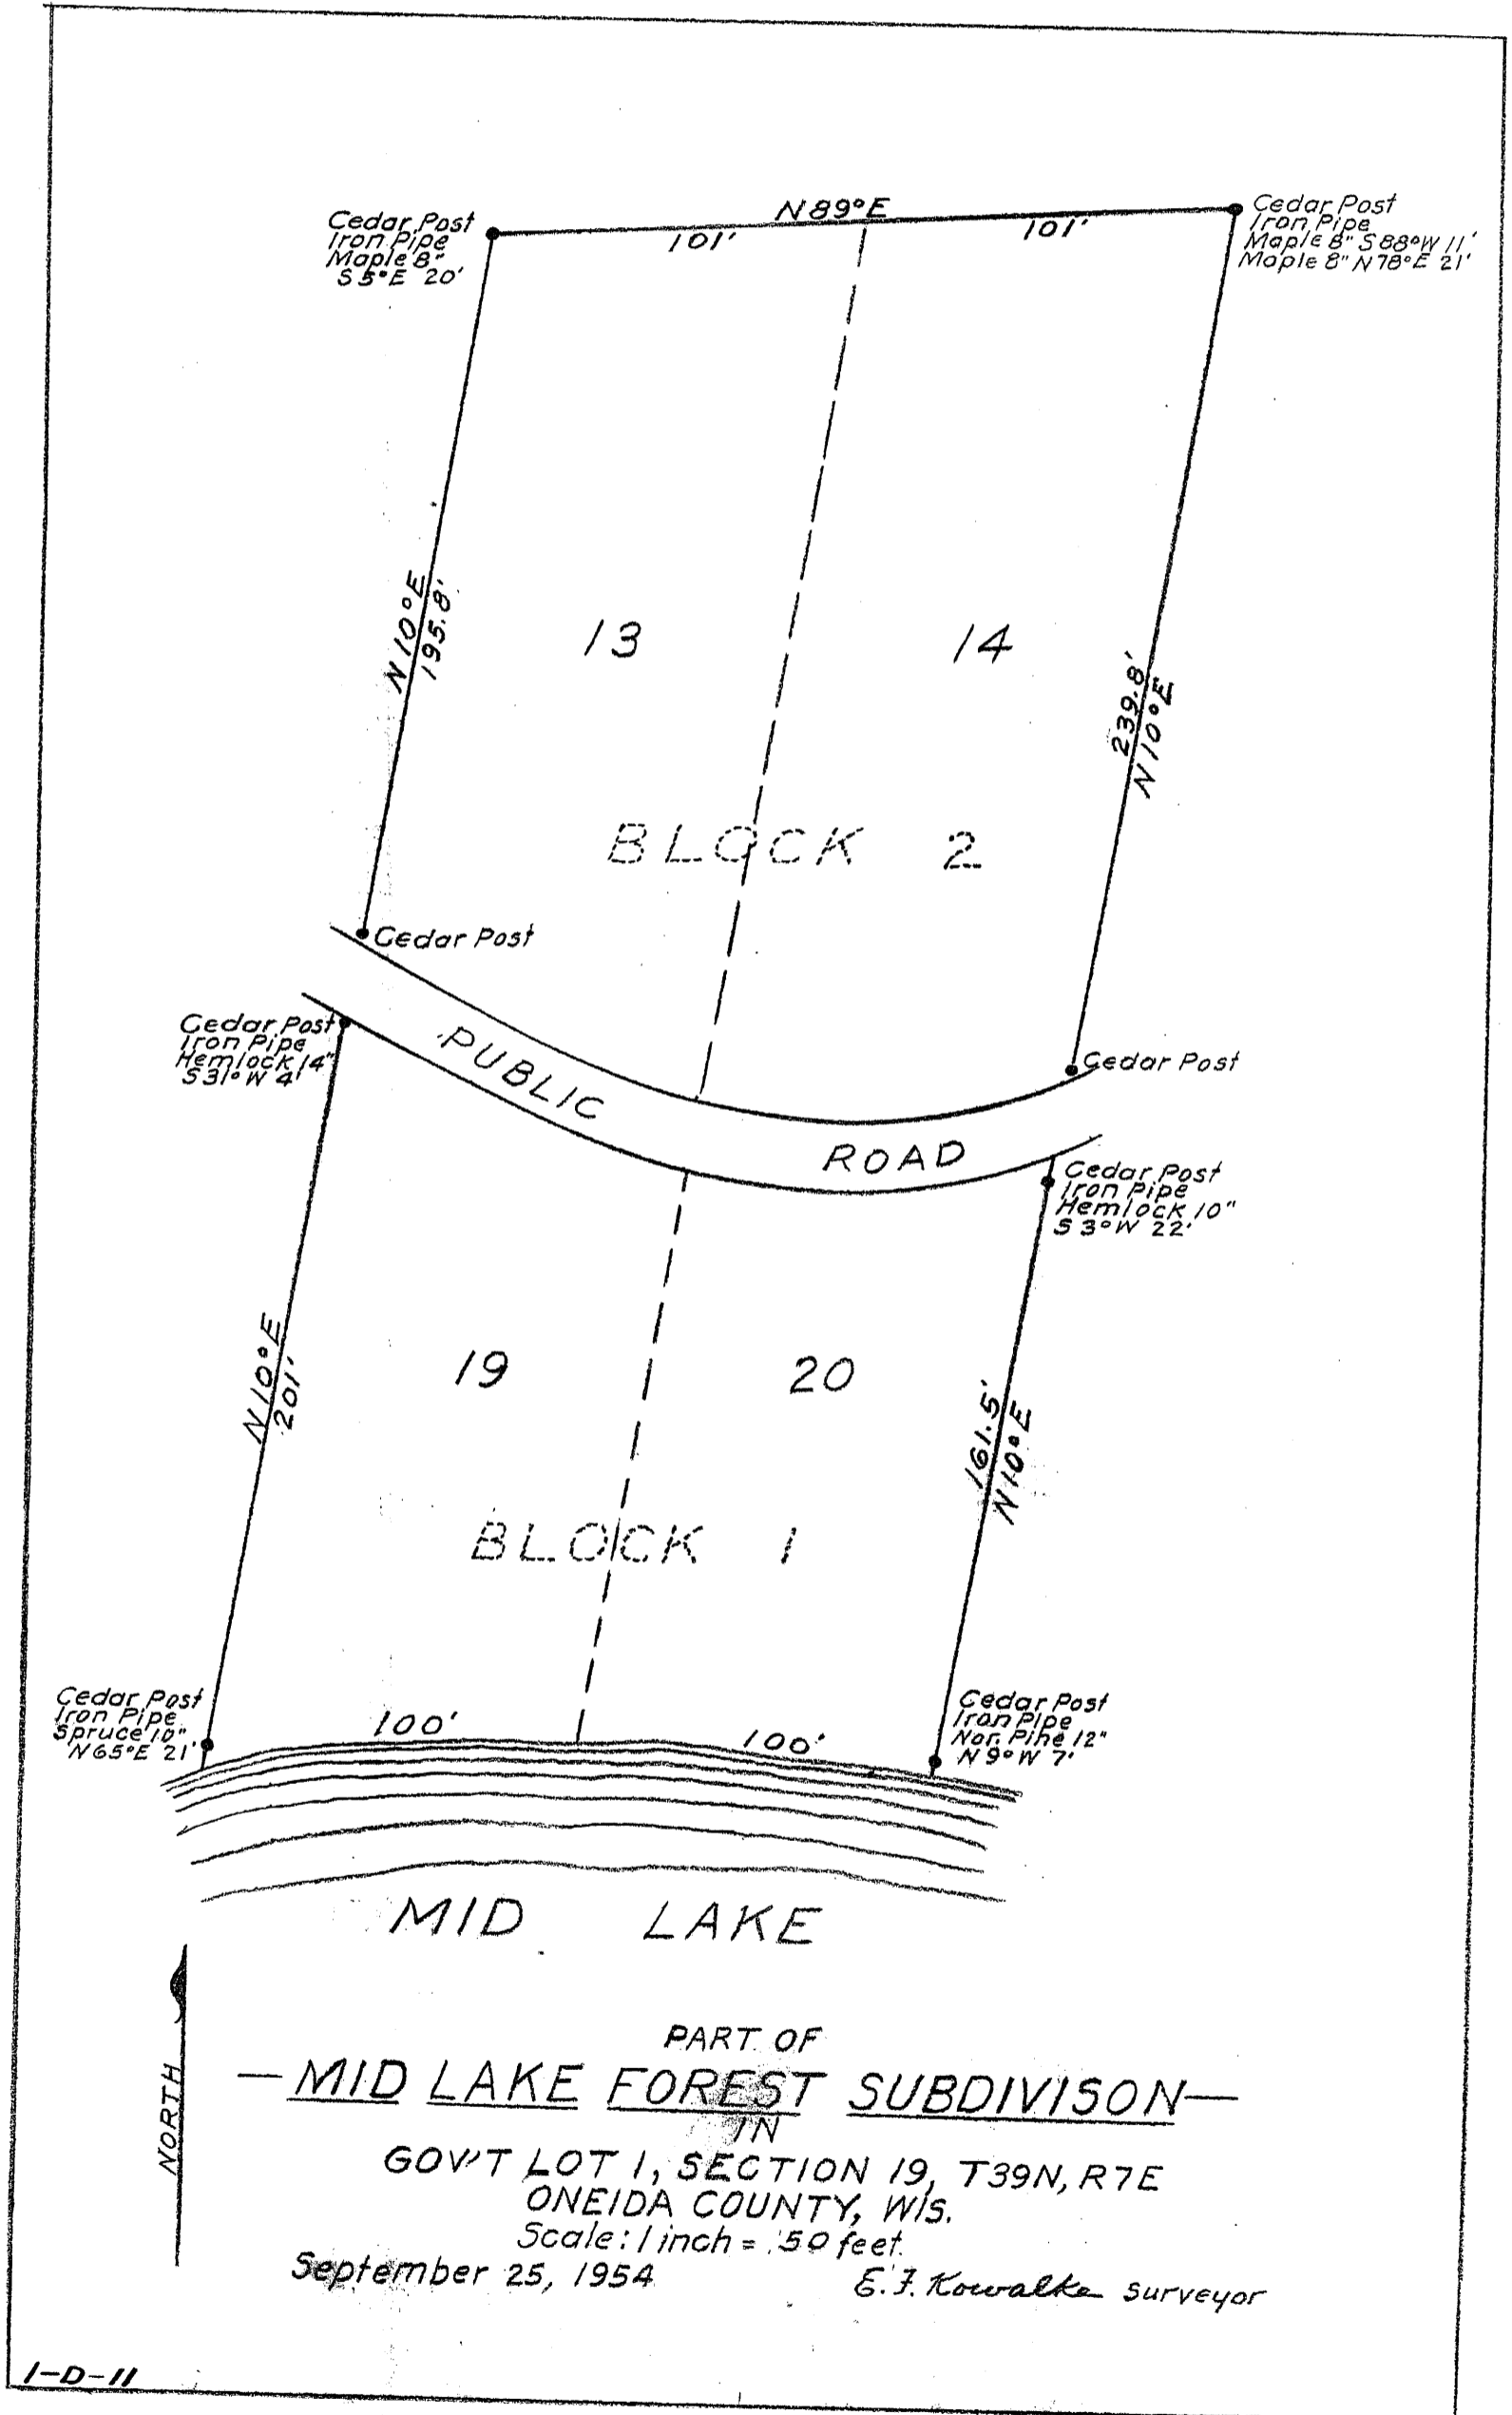 N89°E
101'
101'
Cedar Post
Iron Pipe
Maple 8"
S5°E 20'
Cedar Post
Iron Pipe
Maple 8" S88°W 11'
Maple 8" N78°E 21'
N10°E
195.8'
13
14
239.8'
N10°E
BLOCK 2
Cedar Post
Cedar Post
Iron Pipe
Hemlock 14"
S31°W 4'
PUBLIC ROAD
Cedar Post
Cedar Post
Iron Pipe
Hemlock 10"
S3°W 22'
N10°E
201'
19
20
161.5'
N10°E
BLOCK 1
Cedar Post
Iron Pipe
Spruce 10"
N65°E 21'
100'
100'
Cedar Post
Iron Pipe
Nor. Pine 12"
N9°W 7'
MID LAKE
NORTH
PART OF
—MID LAKE FOREST SUBDIVISON—
IN
GOV'T LOT 1, SECTION 19, T39N, R7E
ONEIDA COUNTY, WIS.
Scale: 1 inch = 50 feet.
September 25, 1954
E. F. Kowalke surveyor
1-D-11